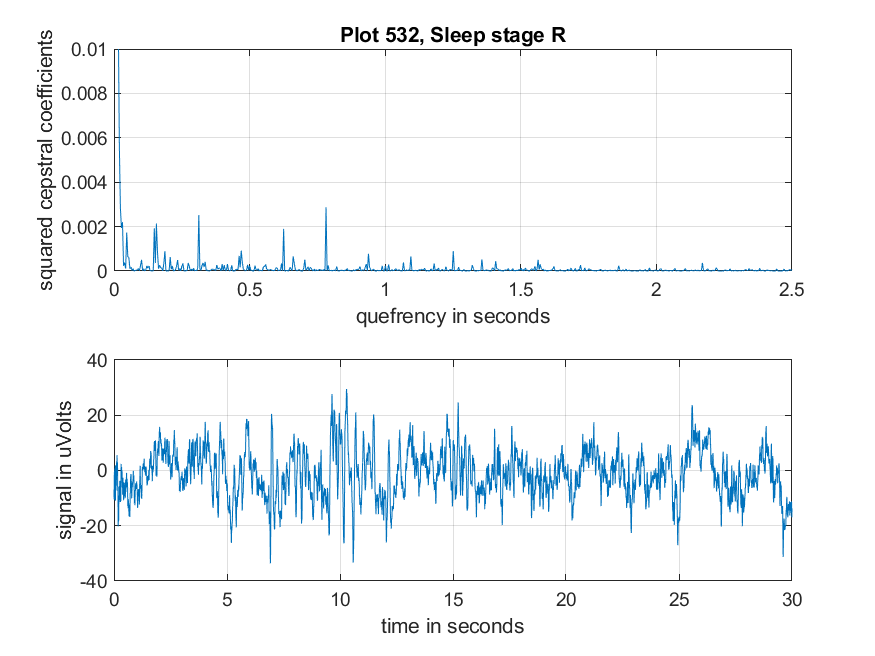 Plot 532, Sleep stage R
squared cepstral coefficients
0.01
0.008
0.006
0.004
0.002
0
0 0.5 1 1.5 2 2.5
quefrency in seconds
signal in uVolts
40
20
0
-20
-40
0 5 10 15 20 25 30
time in seconds